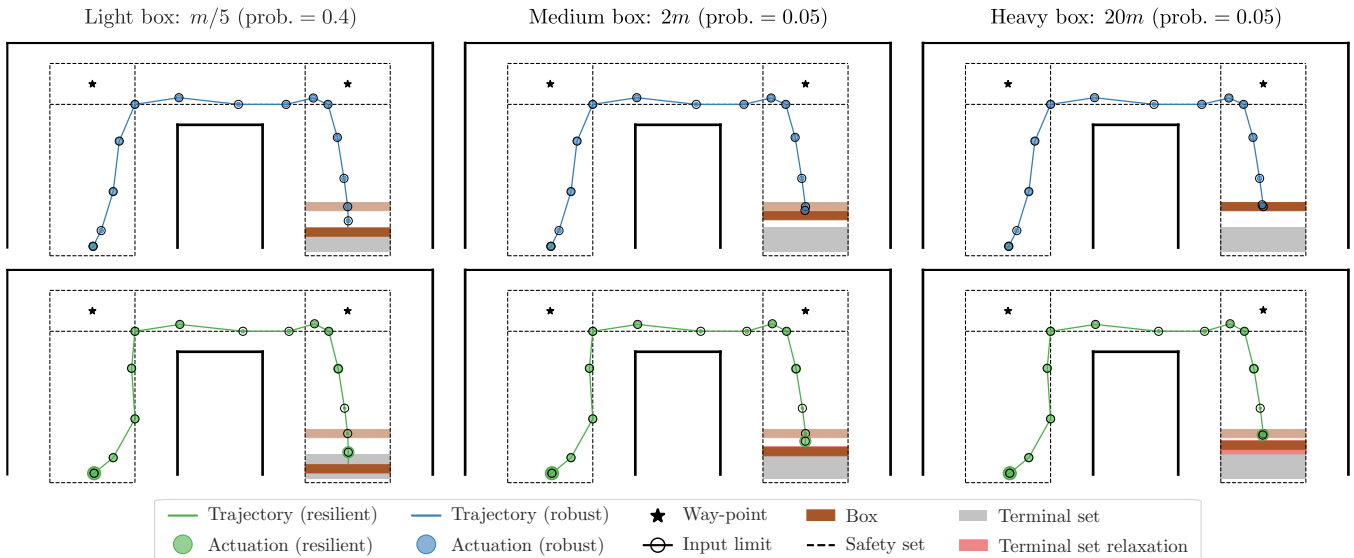 Light box: m/5 (prob. = 0.4)
Medium box: 2m (prob. = 0.05)
Heavy box: 20m (prob. = 0.05)
Trajectory (resilient)
Trajectory (robust)
Way-point
Box
Terminal set
Actuation (resilient)
Actuation (robust)
Input limit
Safety set
Terminal set relaxation